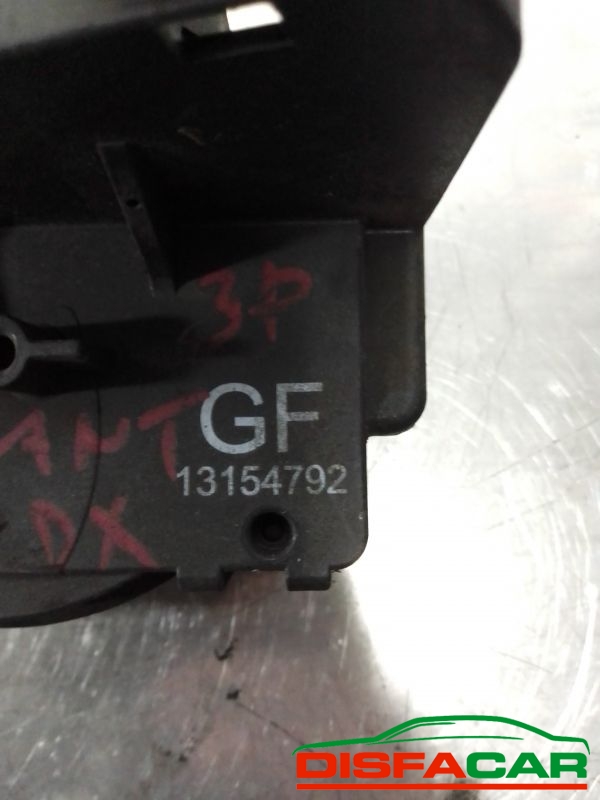 3P
GF
ANT
13154792
DX
DISFACAR